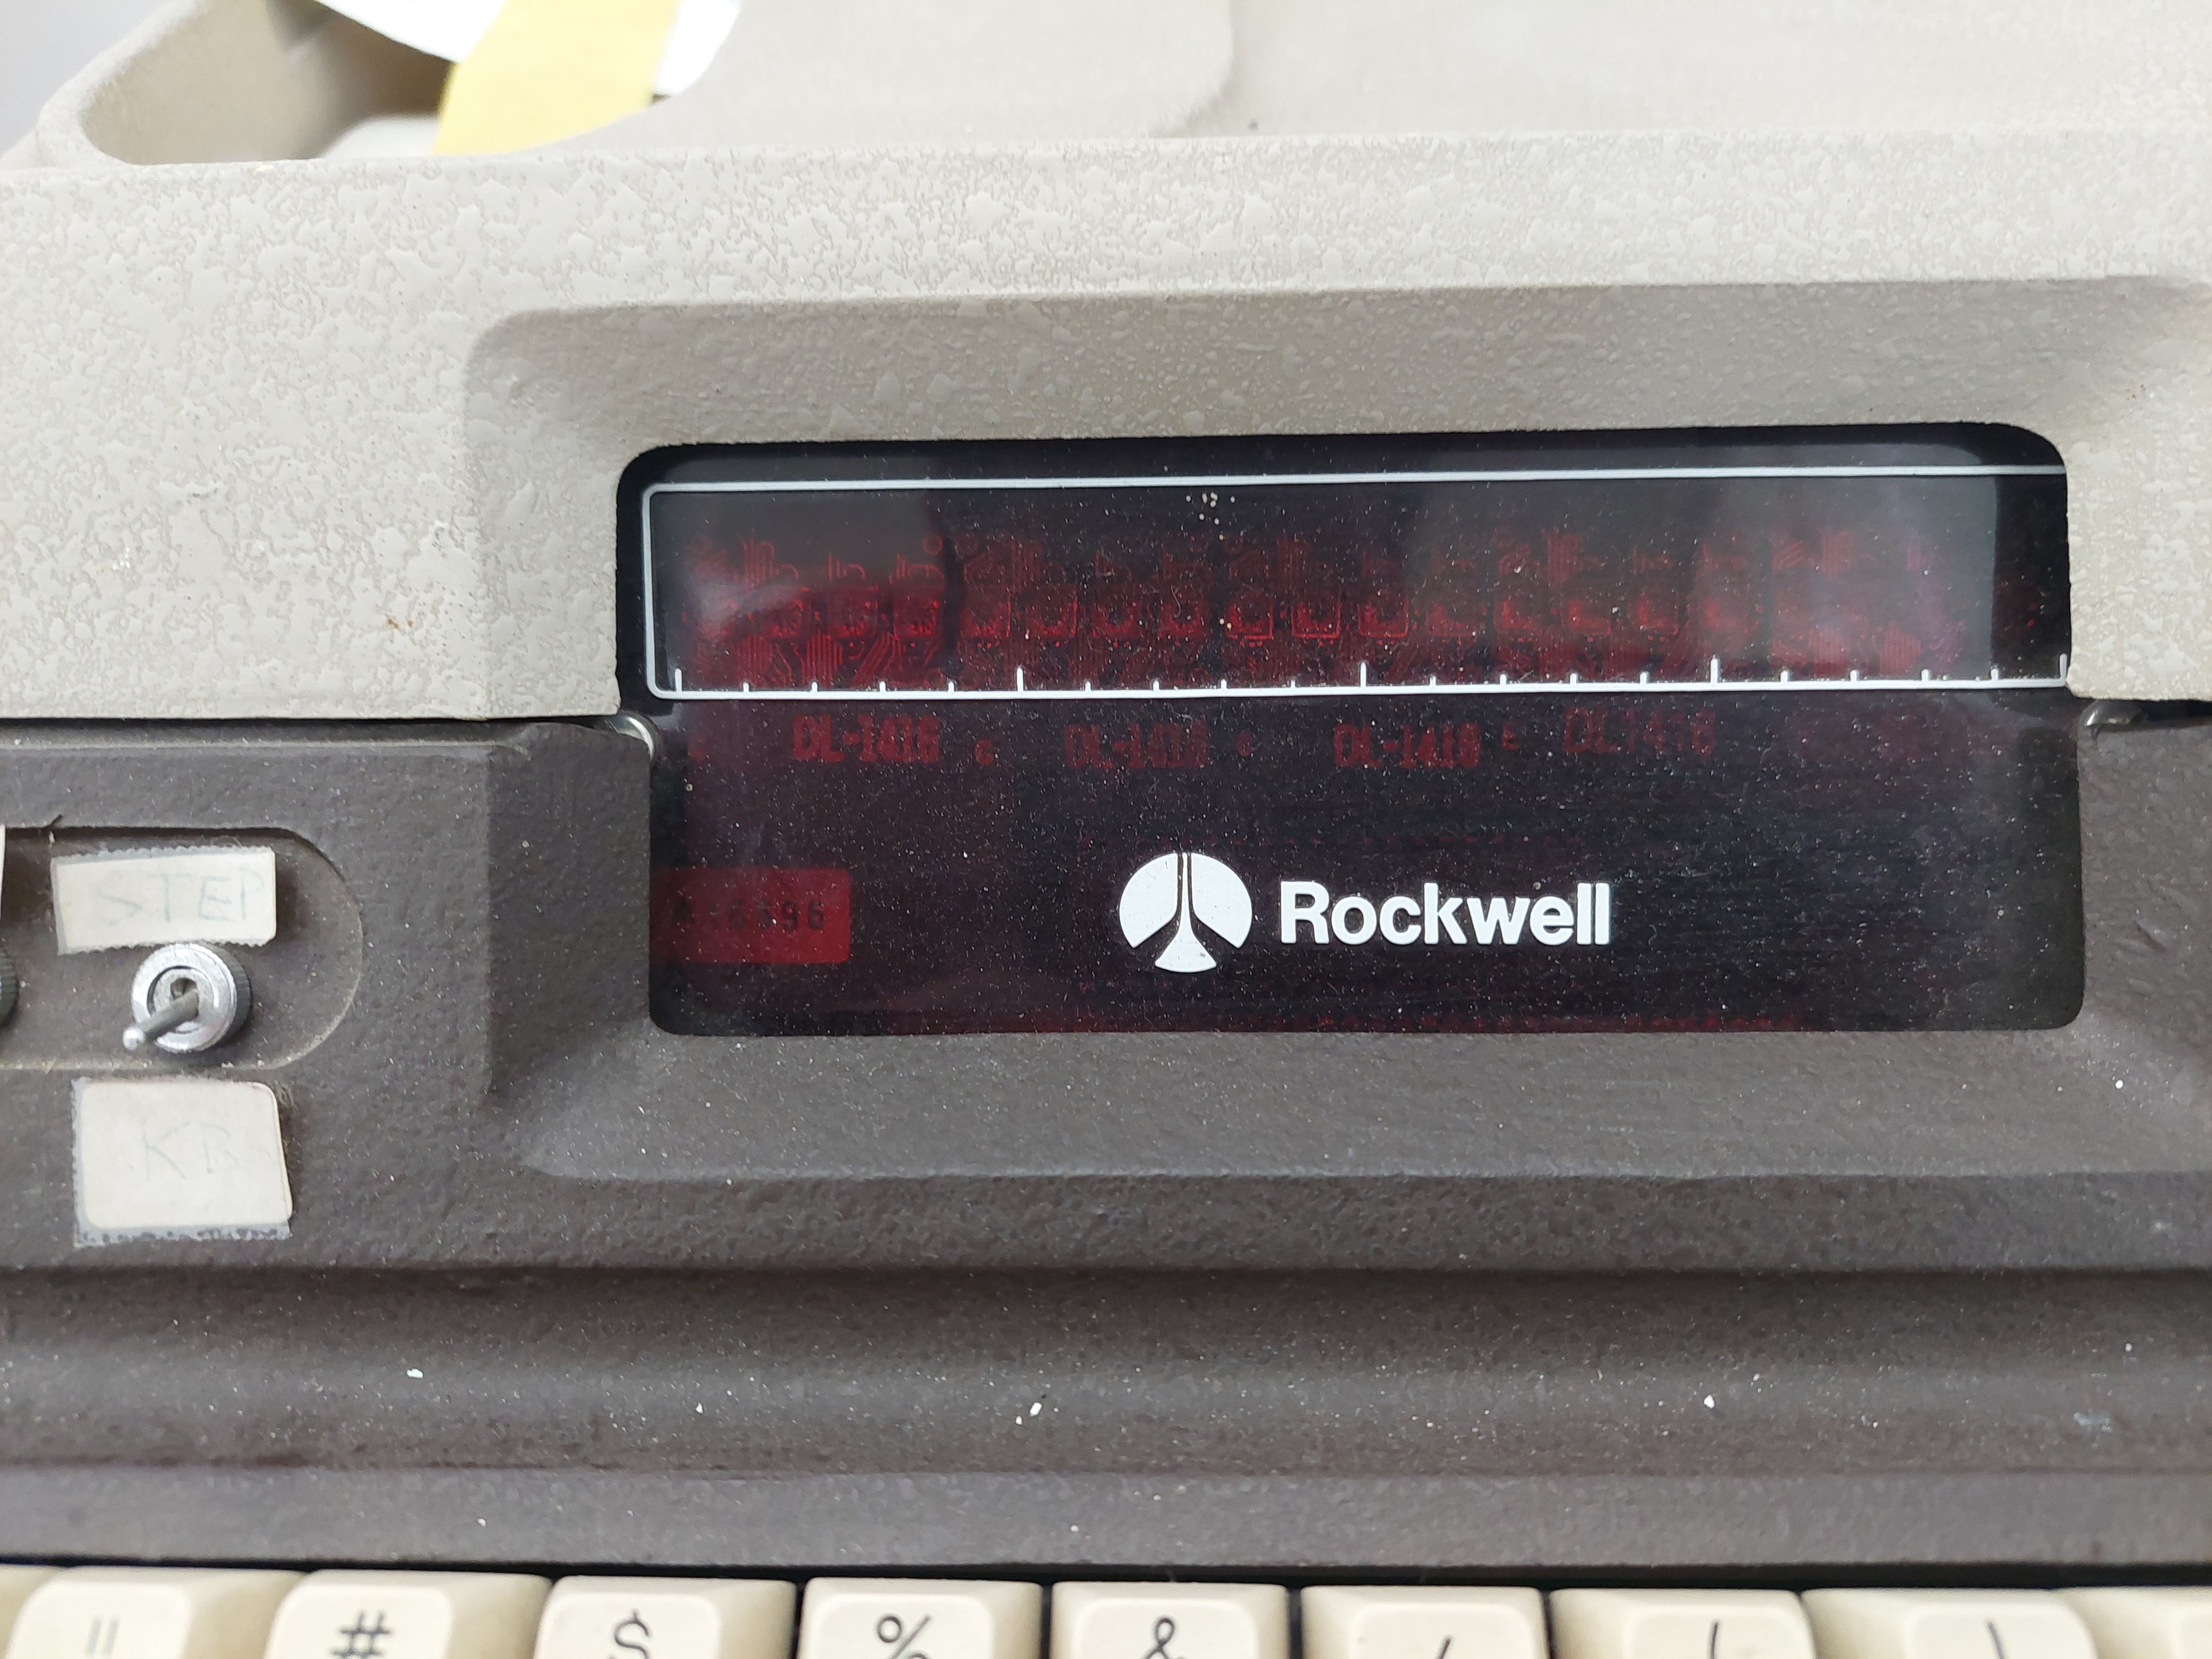 DL-1416 DL-1416 DL-1416 DL1416
STEP
Rockwell
KB
" # $ % & ' ( )